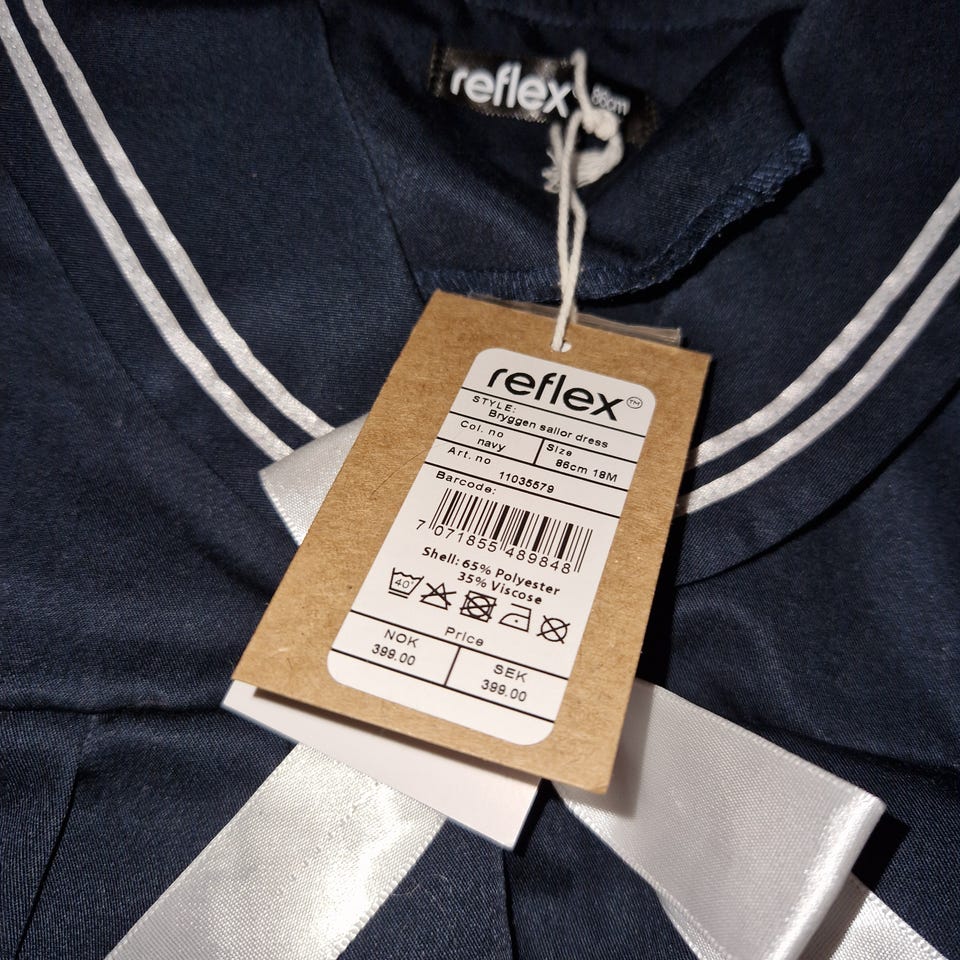 reflex 86cm
reflex™
STYLE:
Bryggen sailor dress
Col. no
navy
Size
86cm 18M
Art. no 11035579
Barcode:
7 071855 489848
Shell: 65% Polyester
35% Viscose
40°
Price
NOK
399.00
SEK
399.00